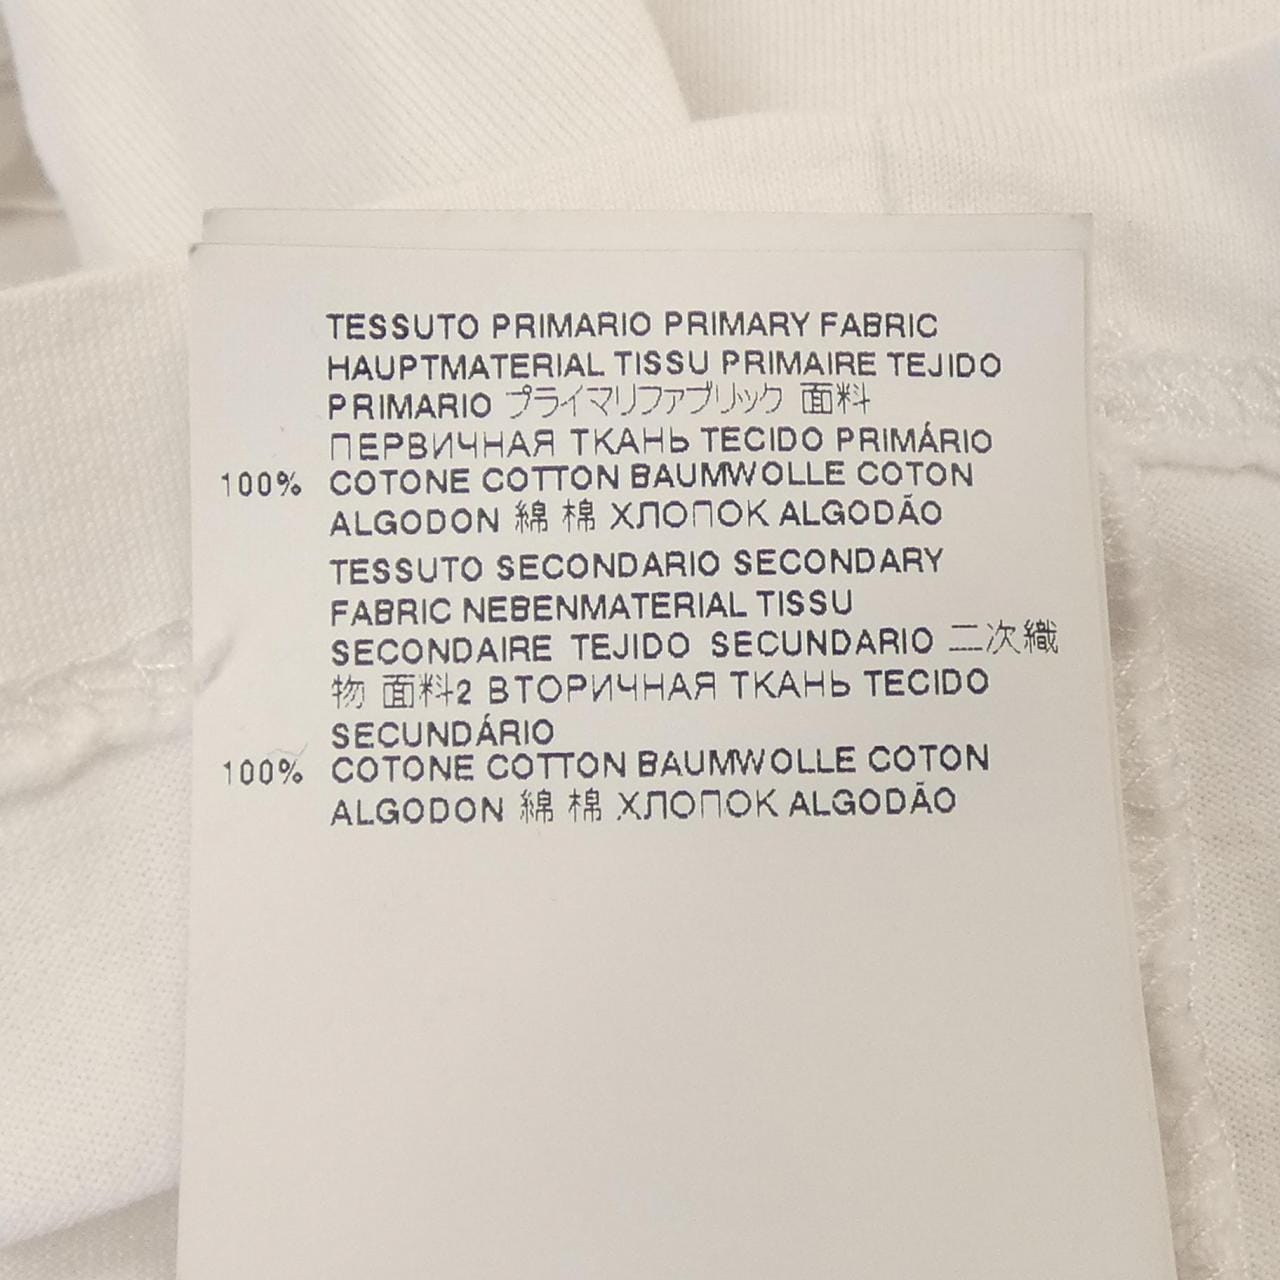 TESSUTO PRIMARIO PRIMARY FABRIC
HAUPTMATERIAL TISSU PRIMAIRE TEJIDO
PRIMARIO プライマリファブリック 面料
ПЕРВИЧНАЯ ТКАНЬ TECIDO PRIMÁRIO
100% COTONE COTTON BAUMWOLLE COTON
ALGODON 綿 棉 ХЛОПОК ALGODÃO
TESSUTO SECONDARIO SECONDARY
FABRIC NEBENMATERIAL TISSU
SECONDAIRE TEJIDO SECUNDARIO 二次織
物 面料2 ВТОРИЧНАЯ ТКАНЬ TECIDO
SECUNDÁRIO
100% COTONE COTTON BAUMWOLLE COTON
ALGODON 綿 棉 ХЛОПОК ALGODÃO